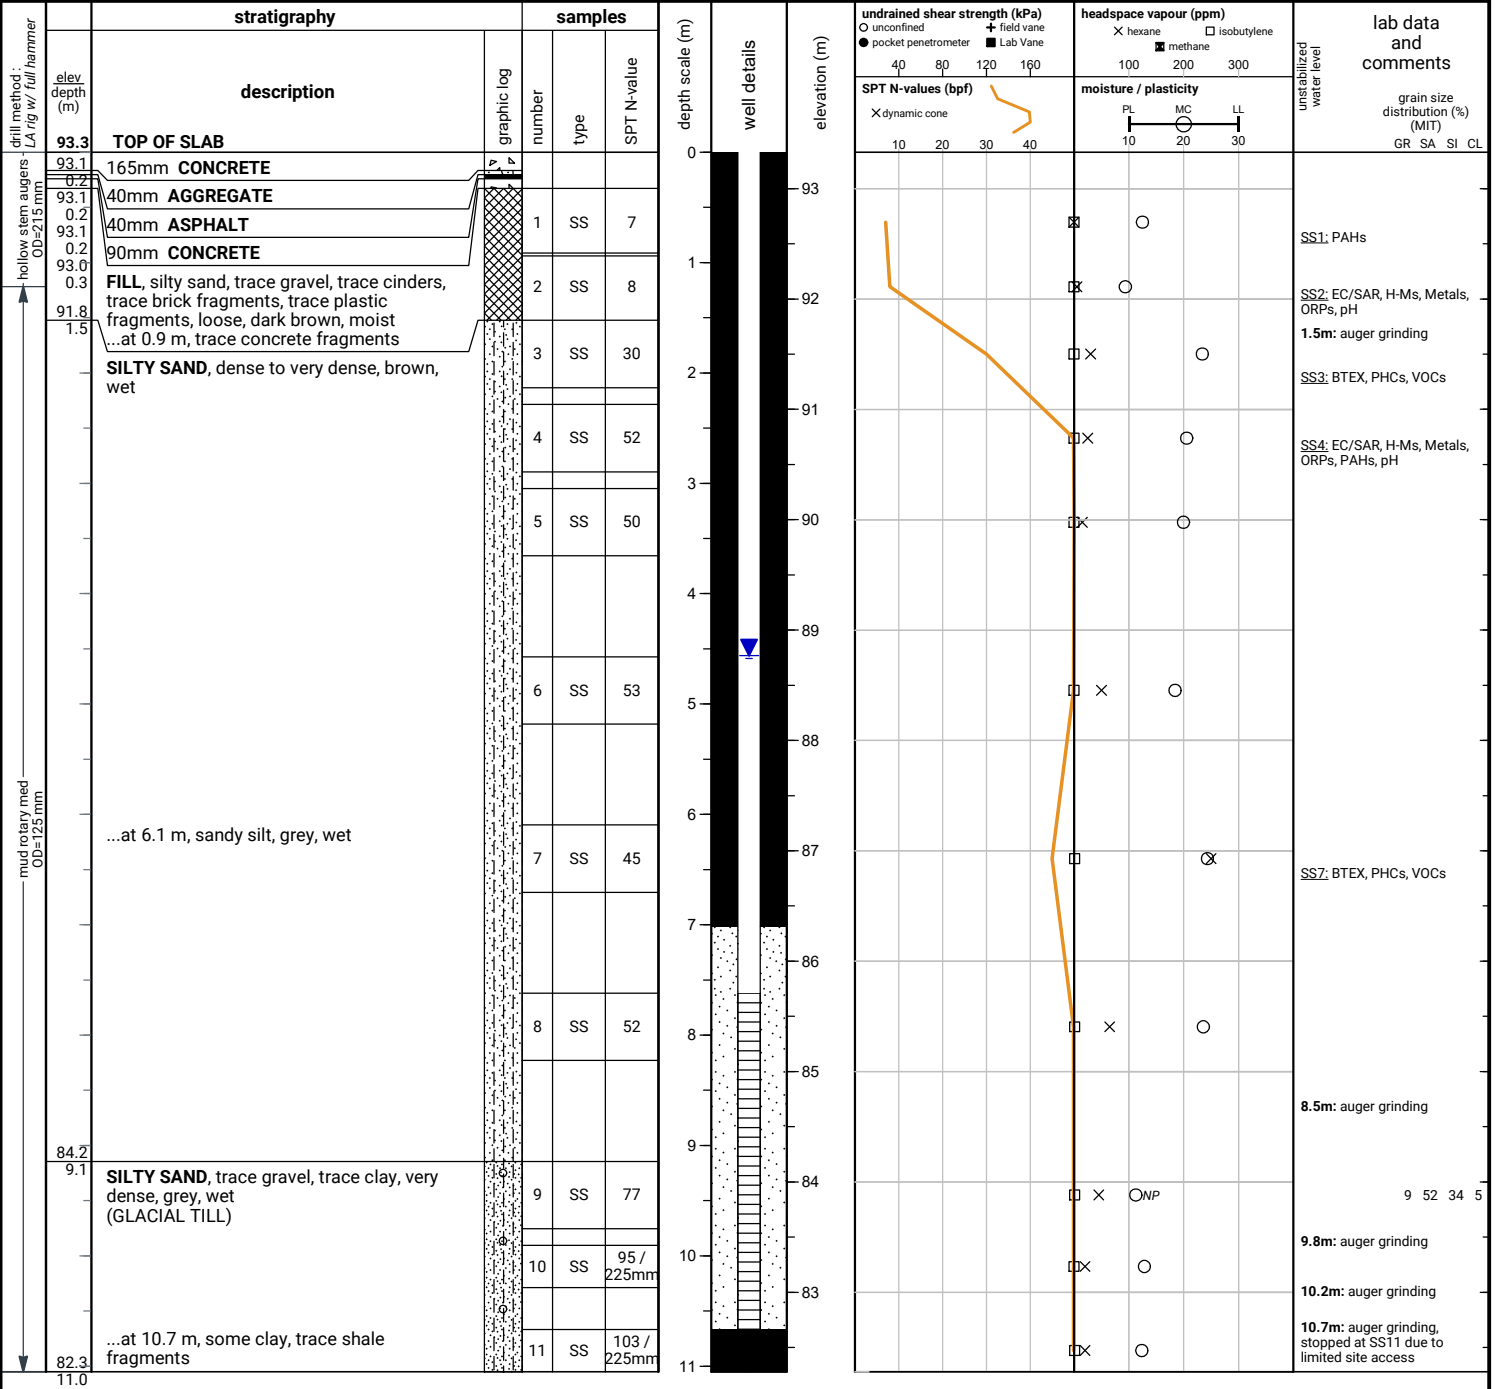 drill method :
LA rig w/ full hammer
hollow stem augers
OD=215 mm
mud rotary med
OD=125 mm
stratigraphy
elev
depth
(m)
description
graphic log
93.3 TOP OF SLAB
93.1
0.2
165mm CONCRETE
93.1
0.2
40mm AGGREGATE
93.1
0.2
40mm ASPHALT
93.0
0.3
90mm CONCRETE
FILL, silty sand, trace gravel, trace cinders,
trace brick fragments, trace plastic
fragments, loose, dark brown, moist
...at 0.9 m, trace concrete fragments
91.8
1.5
SILTY SAND, dense to very dense, brown,
wet
...at 6.1 m, sandy silt, grey, wet
84.2
9.1
SILTY SAND, trace gravel, trace clay, very
dense, grey, wet
(GLACIAL TILL)
...at 10.7 m, some clay, trace shale
fragments
82.3
11.0
samples
number
type
SPT N-value
1 SS 7
2 SS 8
3 SS 30
4 SS 52
5 SS 50
6 SS 53
7 SS 45
8 SS 52
9 SS 77
10 SS 95 /
225mm
11 SS 103 /
225mm
depth scale (m)
0
1
2
3
4
5
6
7
8
9
10
11
well details
elevation (m)
93
92
91
90
89
88
87
86
85
84
83
undrained shear strength (kPa)
unconfined
field vane
pocket penetrometer
Lab Vane
40 80 120 160
SPT N-values (bpf)
dynamic cone
10 20 30 40
headspace vapour (ppm)
hexane
isobutylene
methane
100 200 300
moisture / plasticity
PL MC LL
10 20 30
NP
unstabilized
water level
lab data
and
comments
grain size
distribution (%)
(MIT)
GR SA SI CL
SS1: PAHs
SS2: EC/SAR, H-Ms, Metals,
ORPs, pH
1.5m: auger grinding
SS3: BTEX, PHCs, VOCs
SS4: EC/SAR, H-Ms, Metals,
ORPs, PAHs, pH
SS7: BTEX, PHCs, VOCs
8.5m: auger grinding
9 52 34 5
9.8m: auger grinding
10.2m: auger grinding
10.7m: auger grinding,
stopped at SS11 due to
limited site access